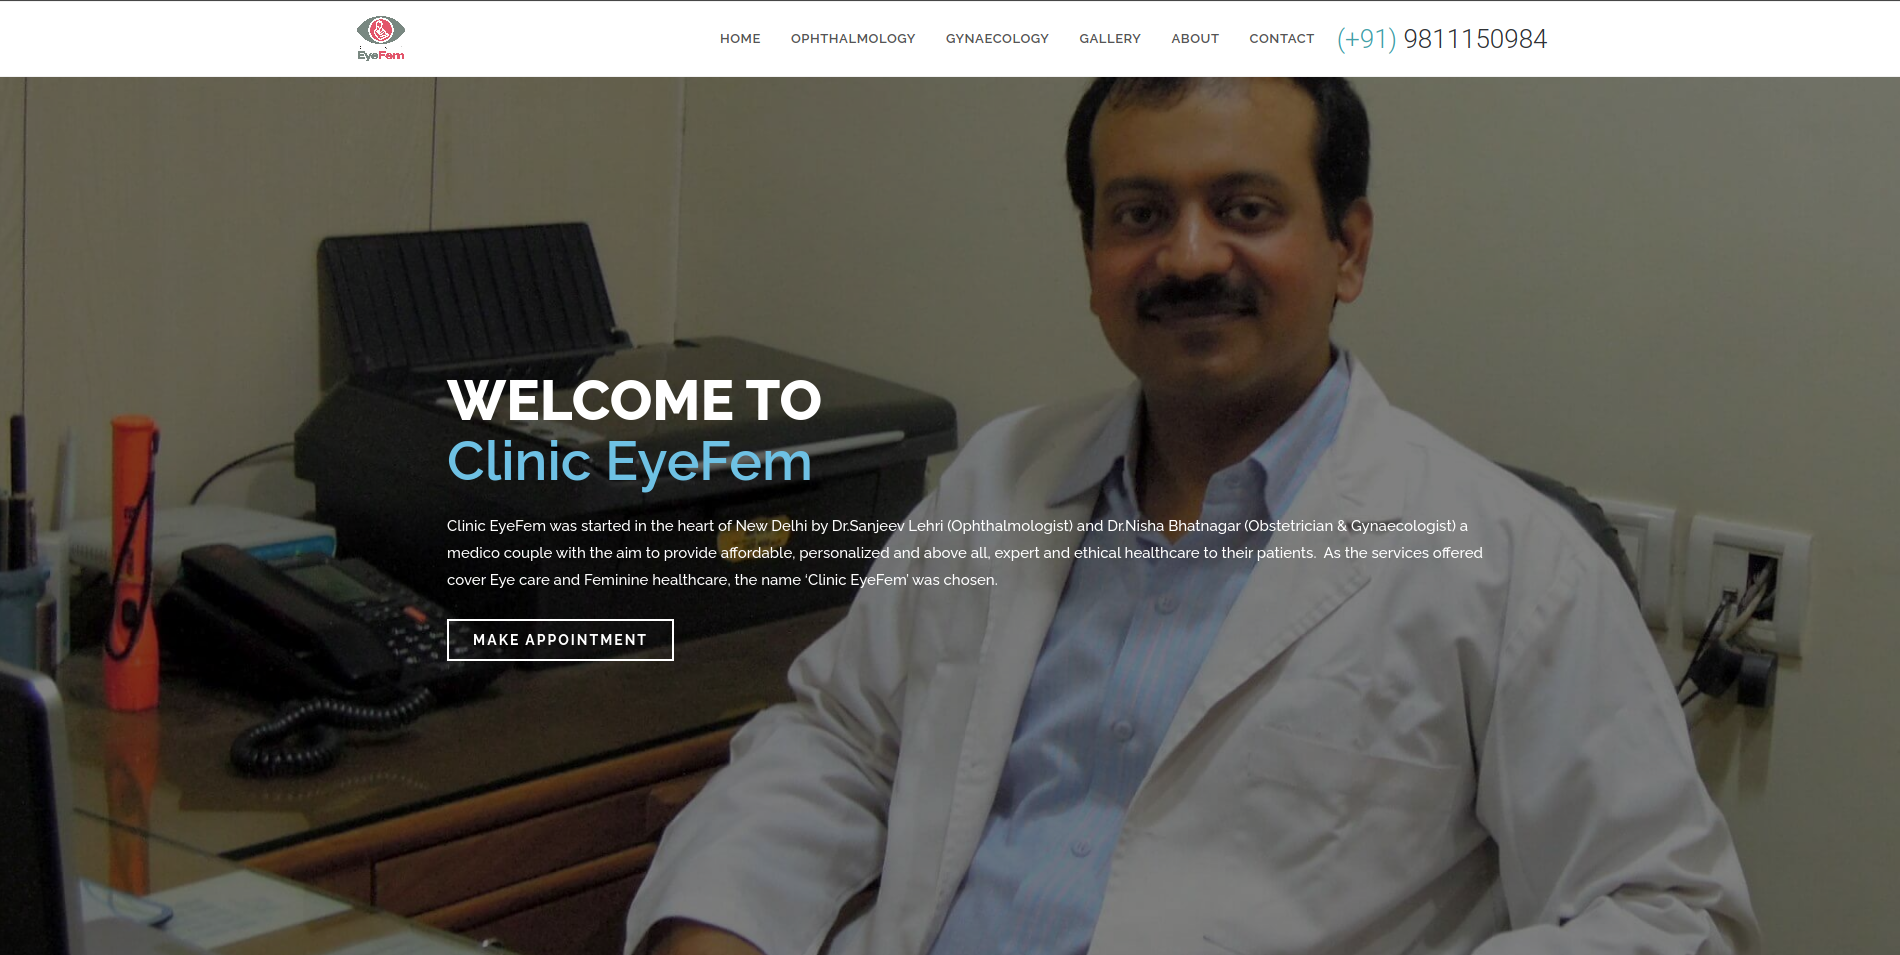 EyeFem
HOME OPHTHALMOLOGY GYNAECOLOGY GALLERY ABOUT CONTACT (+91) 9811150984
WELCOME TO
Clinic EyeFem
Clinic EyeFem was started in the heart of New Delhi by Dr.Sanjeev Lehri (Ophthalmologist) and Dr.Nisha Bhatnagar (Obstetrician & Gynaecologist) a
medico couple with the aim to provide affordable, personalized and above all, expert and ethical healthcare to their patients.  As the services offered
cover Eye care and Feminine healthcare, the name ‘Clinic EyeFem’ was chosen.
MAKE APPOINTMENT